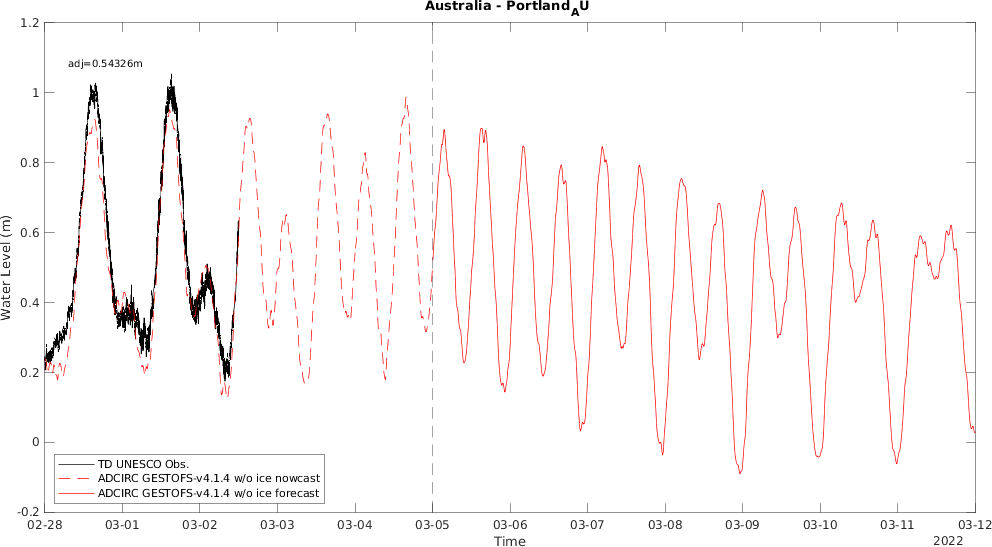 Australia - Portland_AU
adj=0.54326m
Water Level (m)
1.2
1
0.8
0.6
0.4
0.2
0
-0.2
TD UNESCO Obs.
ADCIRC GESTOFS-v4.1.4 w/o ice nowcast
ADCIRC GESTOFS-v4.1.4 w/o ice forecast
02-28 03-01 03-02 03-03 03-04 03-05 03-06 03-07 03-08 03-09 03-10 03-11 03-12
Time
2022